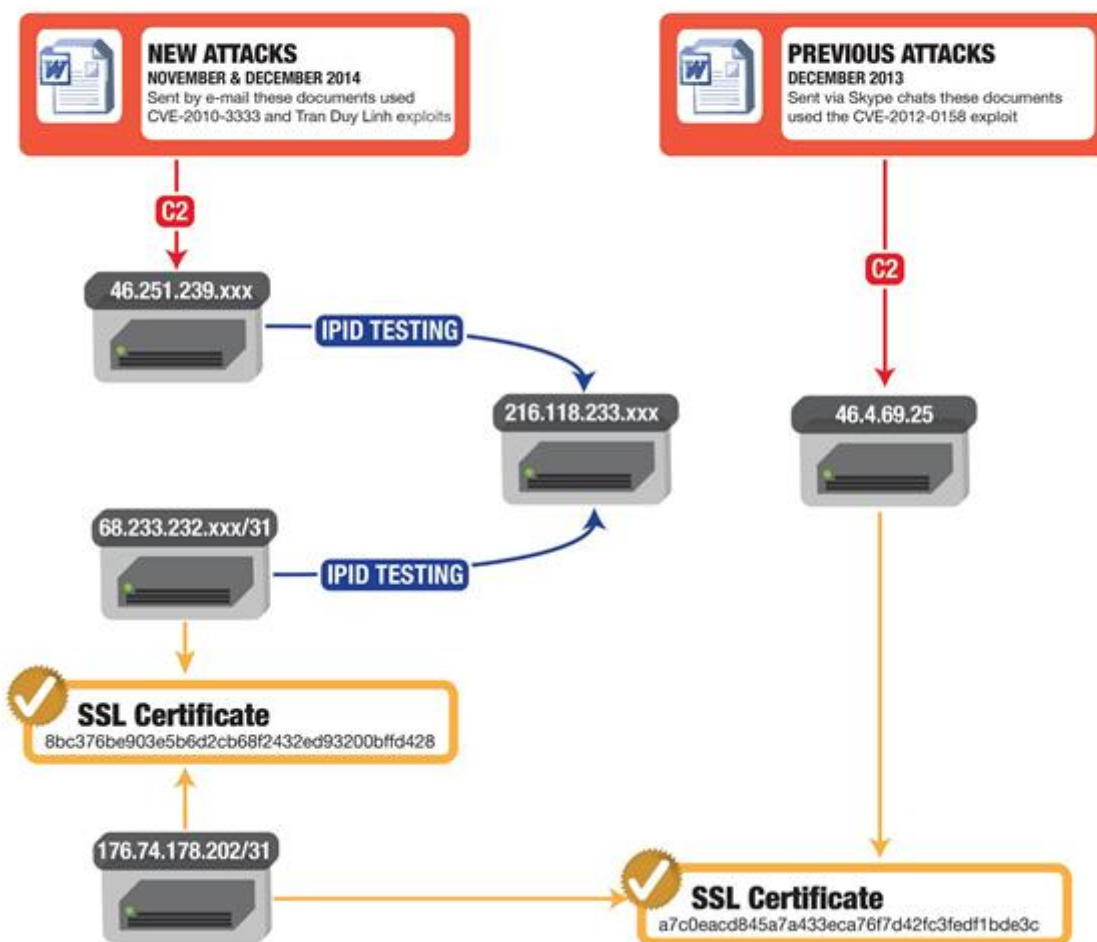 NEW ATTACKS
NOVEMBER & DECEMBER 2014
Sent by e-mail these documents used
CVE-2010-3333 and Tran Duy Linh exploits
PREVIOUS ATTACKS
DECEMBER 2013
Sent via Skype chats these documents
used the CVE-2012-0158 exploit
W
W
C2
C2
46.251.239.xxx
IPID TESTING
216.118.233.xxx
46.4.69.25
68.233.232.xxx/31
IPID TESTING
SSL Certificate
8bc376be903e5b6d2cb68f2432ed93200bffd428
176.74.178.202/31
SSL Certificate
a7c0eacd845a7a433eca76f7d42fc3fedf1bde3c